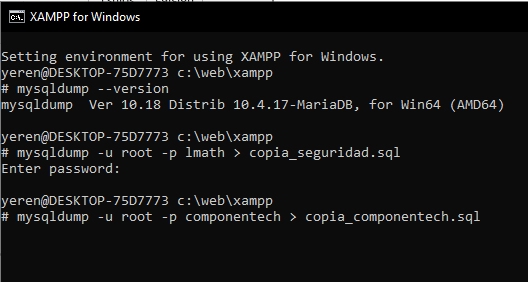 XAMPP for Windows
Setting environment for using XAMPP for Windows.
yeren@DESKTOP-75D7773 c:\web\xampp
# mysqldump --version
mysqldump  Ver 10.18 Distrib 10.4.17-MariaDB, for Win64 (AMD64)
yeren@DESKTOP-75D7773 c:\web\xampp
# mysqldump -u root -p lmath > copia_seguridad.sql
Enter password:
yeren@DESKTOP-75D7773 c:\web\xampp
# mysqldump -u root -p componentech > copia_componentech.sql